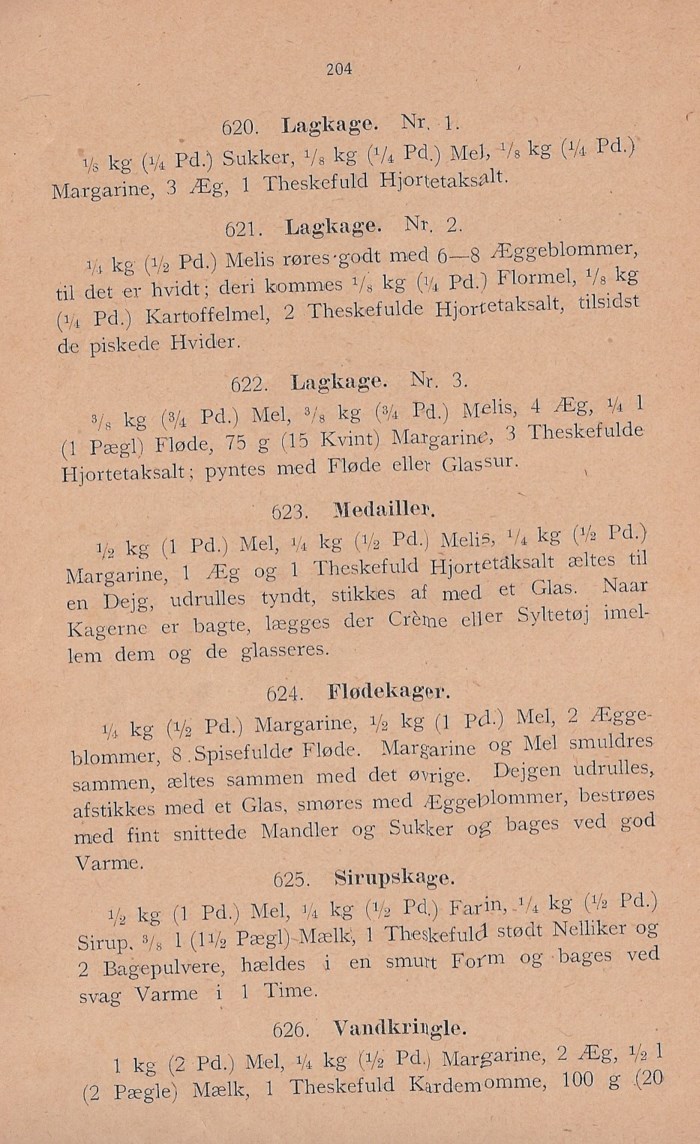 204
620. Lagkage. Nr. 1.
1/8 kg (1/4 Pd.) Sukker, 1/8 kg (1/4 Pd.) Mel, 1/8 kg (1/4 Pd.)
Margarine, 3 Æg, 1 Theskefuld Hjortetaksalt.
621. Lagkage. Nr. 2.
1/4 kg (1/2 Pd.) Melis røres godt med 6—8 Æggeblommer,
til det er hvidt; deri kommes 1/8 kg (1/4 Pd.) Flormel, 1/8 kg
(1/4 Pd.) Kartoffelmel, 2 Theskefulde Hjortetaksalt, tilsidst
de piskede Hvider.
622. Lagkage. Nr. 3.
3/8 kg (3/4 Pd.) Mel, 3/8 kg (3/4 Pd.) Melis, 4 Æg, 1/4 l
(1 Pægl) Fløde, 75 g (15 Kvint) Margarine, 3 Theskefulde
Hjortetaksalt; pyntes med Fløde eller Glassur.
623. Medailler.
1/2 kg (1 Pd.) Mel, 1/4 kg (1/2 Pd.) Melis, 1/4 kg (1/2 Pd.)
Margarine, 1 Æg og 1 Theskefuld Hjortetaksalt æltes til
en Dejg, udrulles tyndt, stikkes af med et Glas. Naar
Kagerne er bagte, lægges der Crème eller Syltetøj imel-
lem dem og de glasseres.
624. Flødekager.
1/4 kg (1/2 Pd.) Margarine, 1/2 kg (1 Pd.) Mel, 2 Ægge-
blommer, 8 Spisefulde Fløde. Margarine og Mel smuldres
sammen, æltes sammen med det øvrige. Dejgen udrulles,
afstikkes med et Glas, smøres med Æggeblommer, bestrøes
med fint snittede Mandler og Sukker og bages ved god
Varme.
625. Sirupskage.
1/2 kg (1 Pd.) Mel, 1/4 kg (1/2 Pd.) Farin, 1/4 kg (1/2 Pd.)
Sirup, 3/8 l (1 1/2 Pægl) Mælk, 1 Theskefuld stødt Nelliker og
2 Bagepulvere, hældes i en smurt Form og bages ved
svag Varme i 1 Time.
626. Vandkringle.
1 kg (2 Pd.) Mel, 1/4 kg (1/2 Pd.) Margarine, 2 Æg, 1/2 l
(2 Pægle) Mælk, 1 Theskefuld Kardemomme, 100 g (20